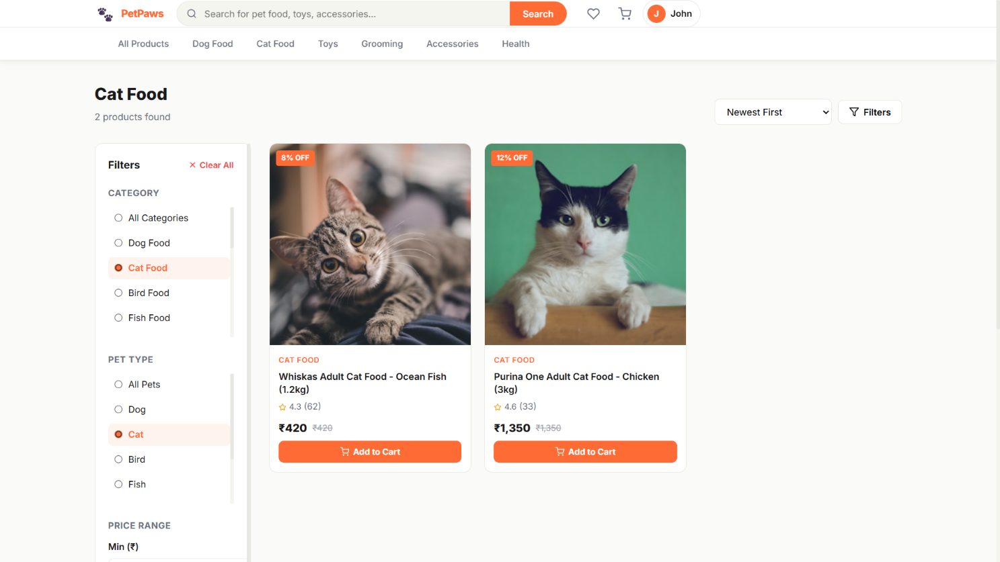 PetPaws
Search for pet food, toys, accessories...
Search
J
John
All Products
Dog Food
Cat Food
Toys
Grooming
Accessories
Health
Cat Food
2 products found
Newest First
Filters
Filters
Clear All
CATEGORY
All Categories
Dog Food
Cat Food
Bird Food
Fish Food
PET TYPE
All Pets
Dog
Cat
Bird
Fish
PRICE RANGE
Min (₹)
8% OFF
CAT FOOD
Whiskas Adult Cat Food - Ocean Fish
(1.2kg)
4.3 (62)
₹420 ₹420
Add to Cart
12% OFF
CAT FOOD
Purina One Adult Cat Food - Chicken
(3kg)
4.6 (33)
₹1,350 ₹1,350
Add to Cart